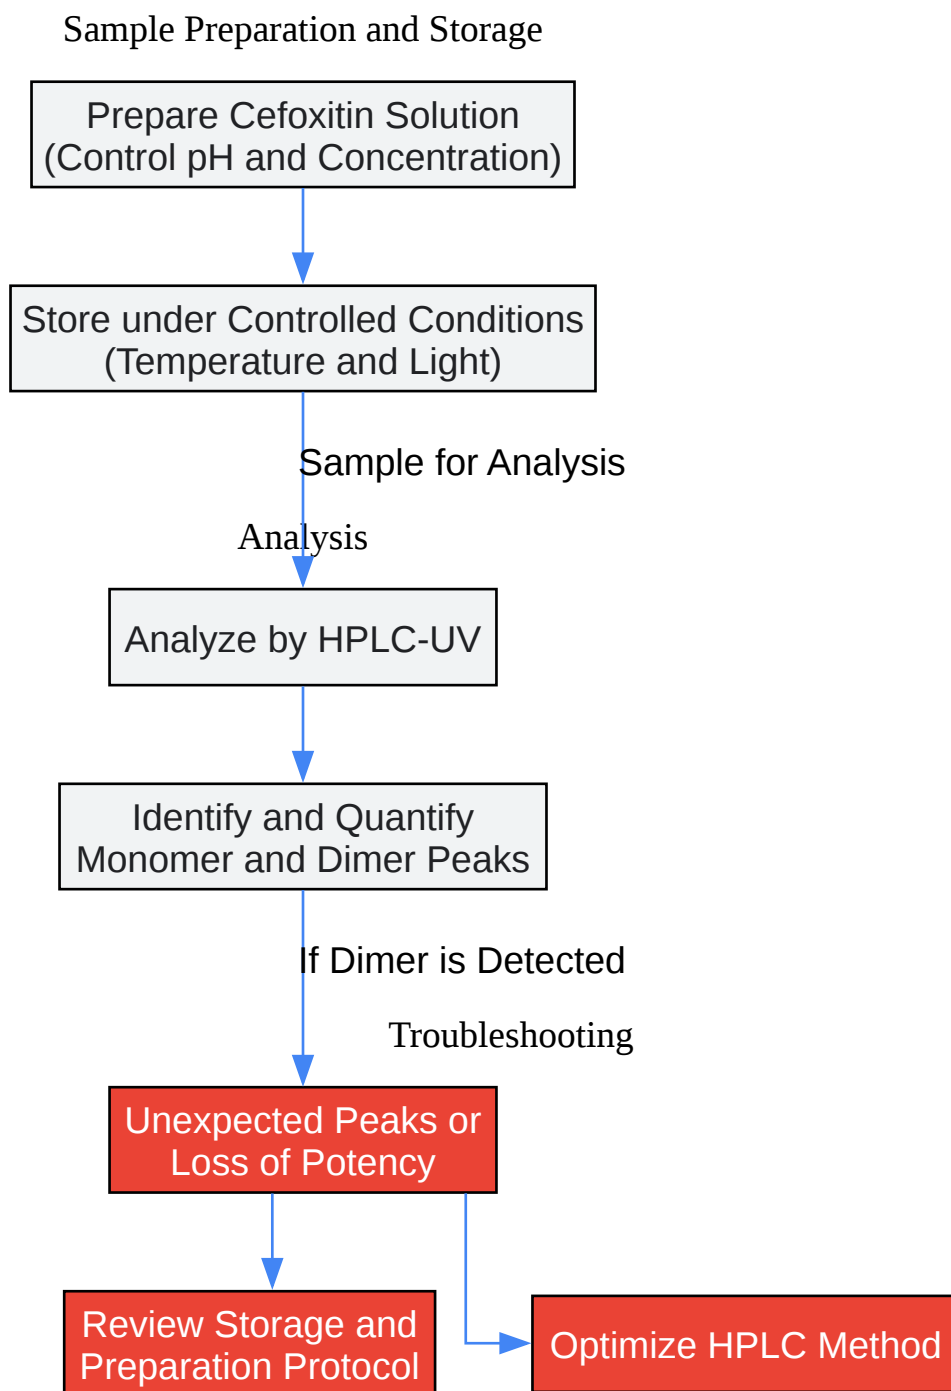 Sample Preparation and Storage
Prepare Cefoxitin Solution
(Control pH and Concentration)
Store under Controlled Conditions
(Temperature and Light)
Sample for Analysis
Analysis
Analyze by HPLC-UV
Identify and Quantify
Monomer and Dimer Peaks
If Dimer is Detected
Troubleshooting
Unexpected Peaks or
Loss of Potency
Review Storage and
Preparation Protocol
Optimize HPLC Method